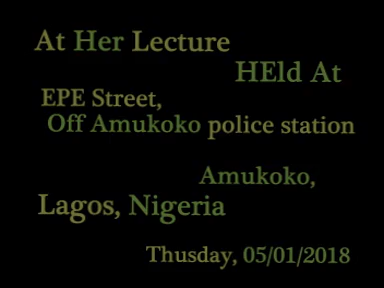 At Her Lecture
HEld At
EPE Street,
Off Amukoko police station
Amukoko,
Lagos, Nigeria
Thusday, 05/01/2018